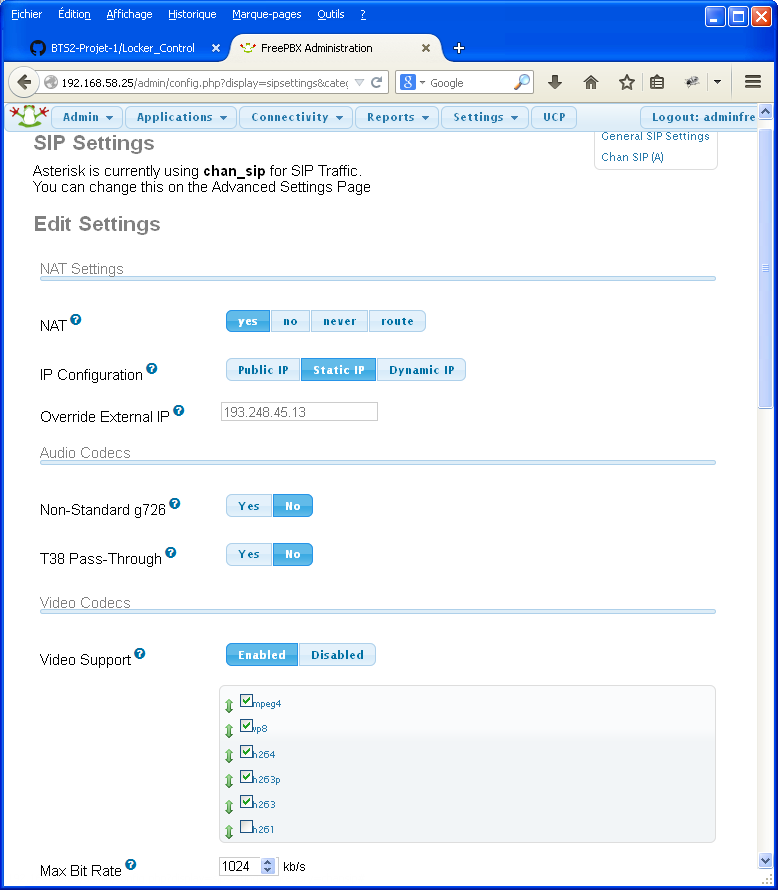 Fichier Édition Affichage Historique Marque-pages Outils ?
BTS2-Projet-1/Locker_Control FreePBX Administration
192.168.58.25/admin/config.php?display=sipsettings&cate Google
Admin Applications Connectivity Reports Settings UCP Logout: adminfre
SIP Settings
General SIP Settings
Chan SIP (A)
Asterisk is currently using chan_sip for SIP Traffic.
You can change this on the Advanced Settings Page
Edit Settings
NAT Settings
NAT yes no never route
IP Configuration Public IP Static IP Dynamic IP
Override External IP 193.248.45.13
Audio Codecs
Non-Standard g726 Yes No
T38 Pass-Through Yes No
Video Codecs
Video Support Enabled Disabled
mpeg4
vp8
h264
h263p
h263
h261
Max Bit Rate 1024 kb/s